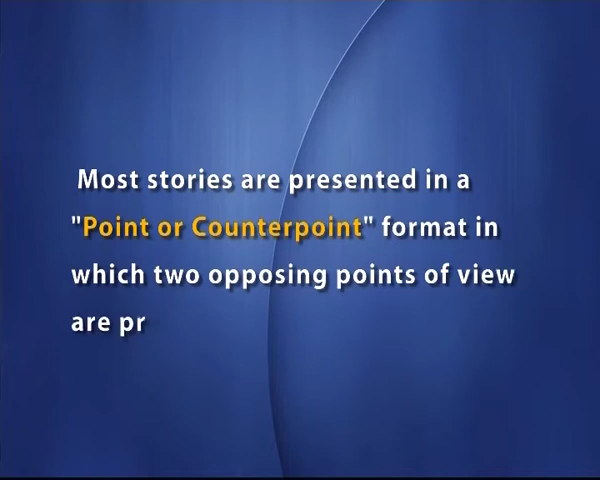 Most stories are presented in a
"Point or Counterpoint" format in
which two opposing points of view
are pr